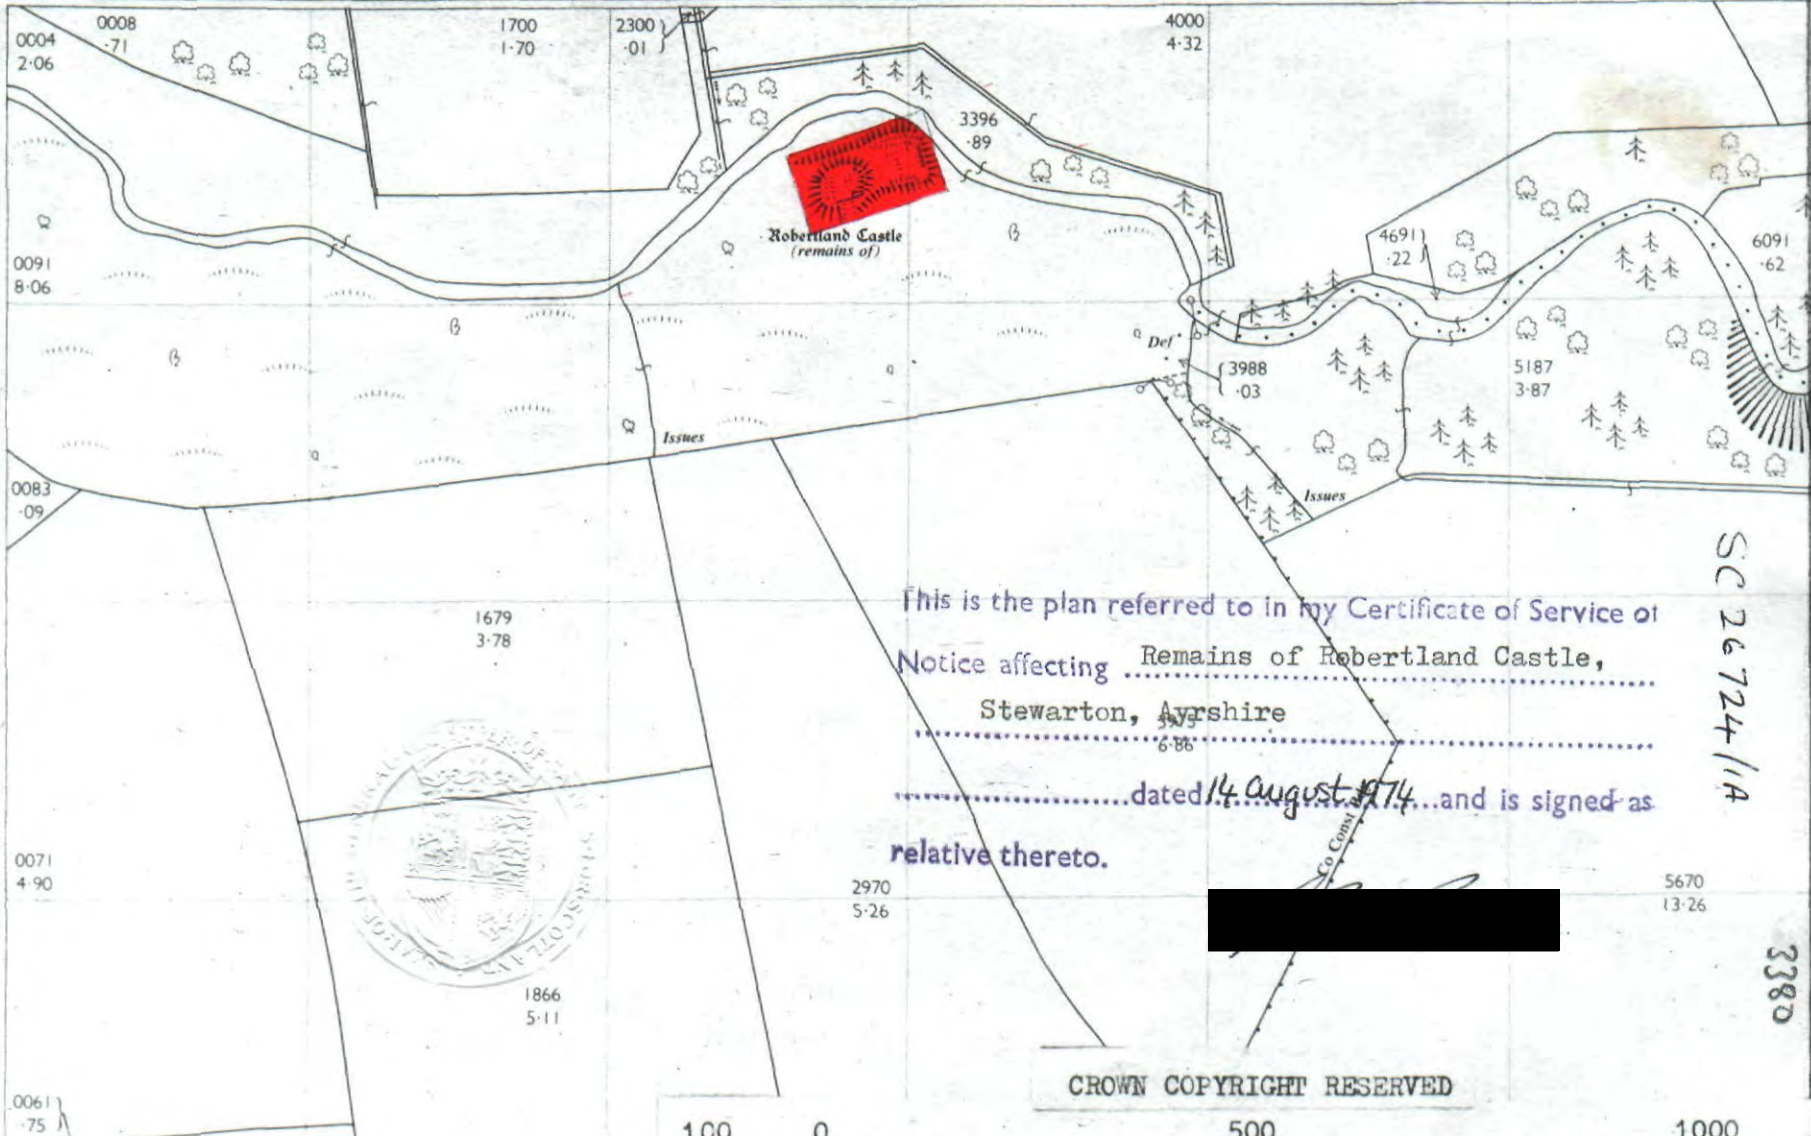 0008
·71
0004
2·06
1700
1·70
2300
·01
4000
4·32
3396
·89
Robertland Castle
(remains of)
4691
·22
6091
·62
0091
8·06
Def
3988
·03
5187
3·87
Issues
Issues
0083
·09
SC 26724/1A
This is the plan referred to in my Certificate of Service of
Notice affecting Remains of Robertland Castle,
Stewarton, Ayrshire
6·86
dated 14 August 1974 and is signed as
relative thereto.
Co Const
1679
3·78
0071
4·90
2970
5·26
5670
13·26
3380
1866
5·11
CROWN COPYRIGHT RESERVED
0061
·75
100 0 500 1000